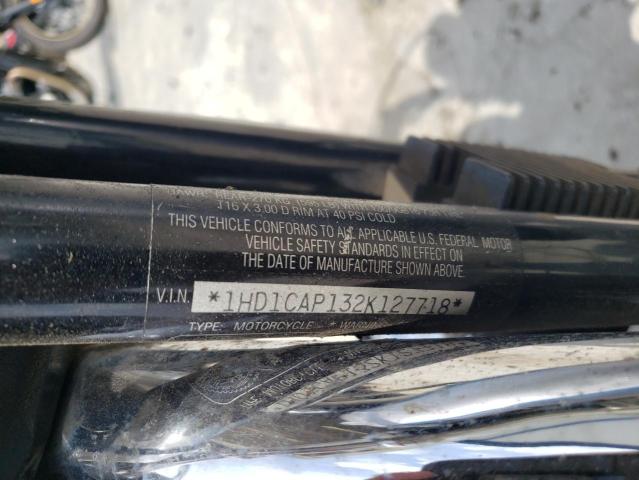 J16 X 3.00 D RIM AT 40 PSI COLD
THIS VEHICLE CONFORMS TO ALL APPLICABLE U.S. FEDERAL MOTOR
VEHICLE SAFETY STANDARDS IN EFFECT ON
THE DATE OF MANUFACTURE SHOWN ABOVE.
V.I.N. *1HD1CAP132K127718*
TYPE: MOTORCYCLE *WARNING